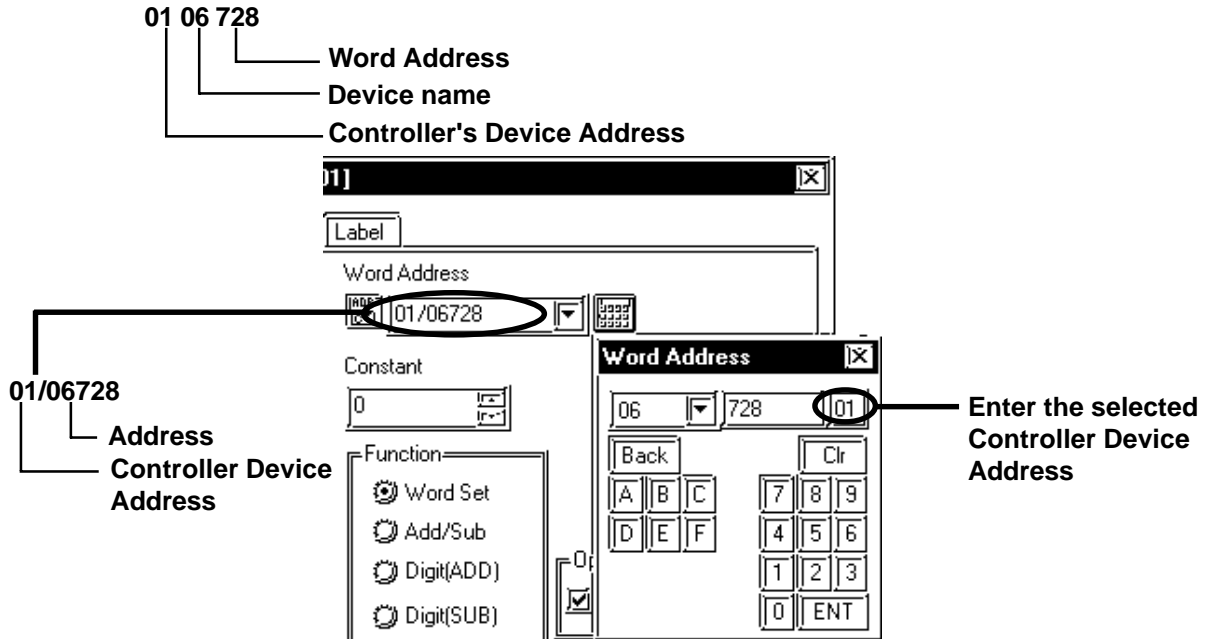 01 06 728
Word Address
Device name
Controller's Device Address
01]
Label
Word Address
01/06728
Constant
0
Function
Word Set
Add/Sub
Digit(ADD)
Digit(SUB)
Word Address
06 728 01
Back Clr
A B C 7 8 9
D E F 4 5 6
1 2 3
0 ENT
01/06728
Address
Controller Device
Address
Enter the selected
Controller Device
Address